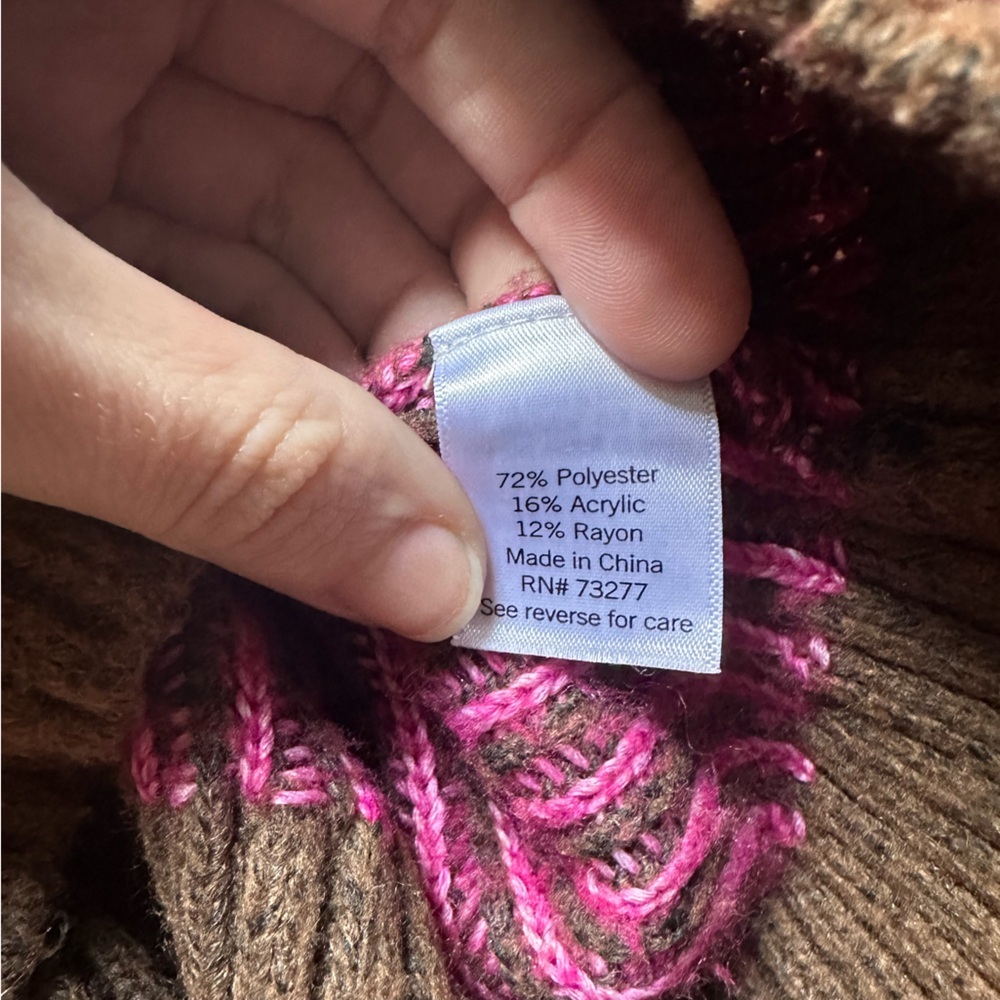 72% Polyester
16% Acrylic
12% Rayon
Made in China
RN# 73277
See reverse for care